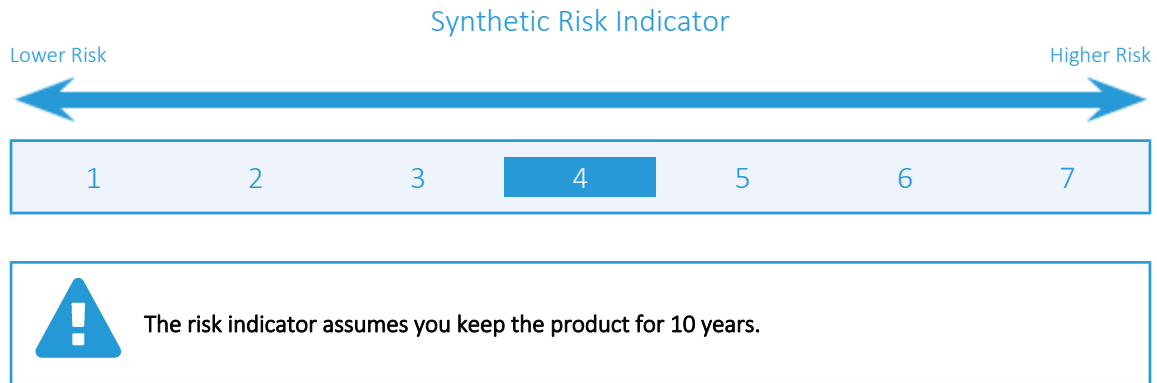 Synthetic Risk Indicator
Lower Risk Higher Risk
1 2 3 4 5 6 7
The risk indicator assumes you keep the product for 10 years.